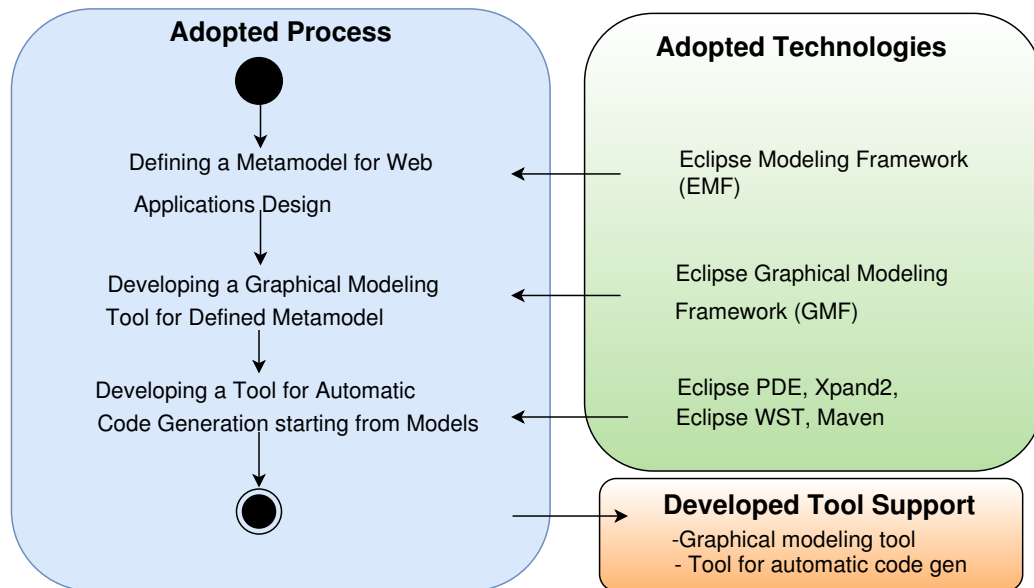 Adopted Process
Defining a Metamodel for Web
Applications Design
Developing a Graphical Modeling
Tool for Defined Metamodel
Developing a Tool for Automatic
Code Generation starting from Models
Adopted Technologies
Eclipse Modeling Framework
(EMF)
Eclipse Graphical Modeling
Framework (GMF)
Eclipse PDE, Xpand2,
Eclipse WST, Maven
Developed Tool Support
-Graphical modeling tool
- Tool for automatic code gen